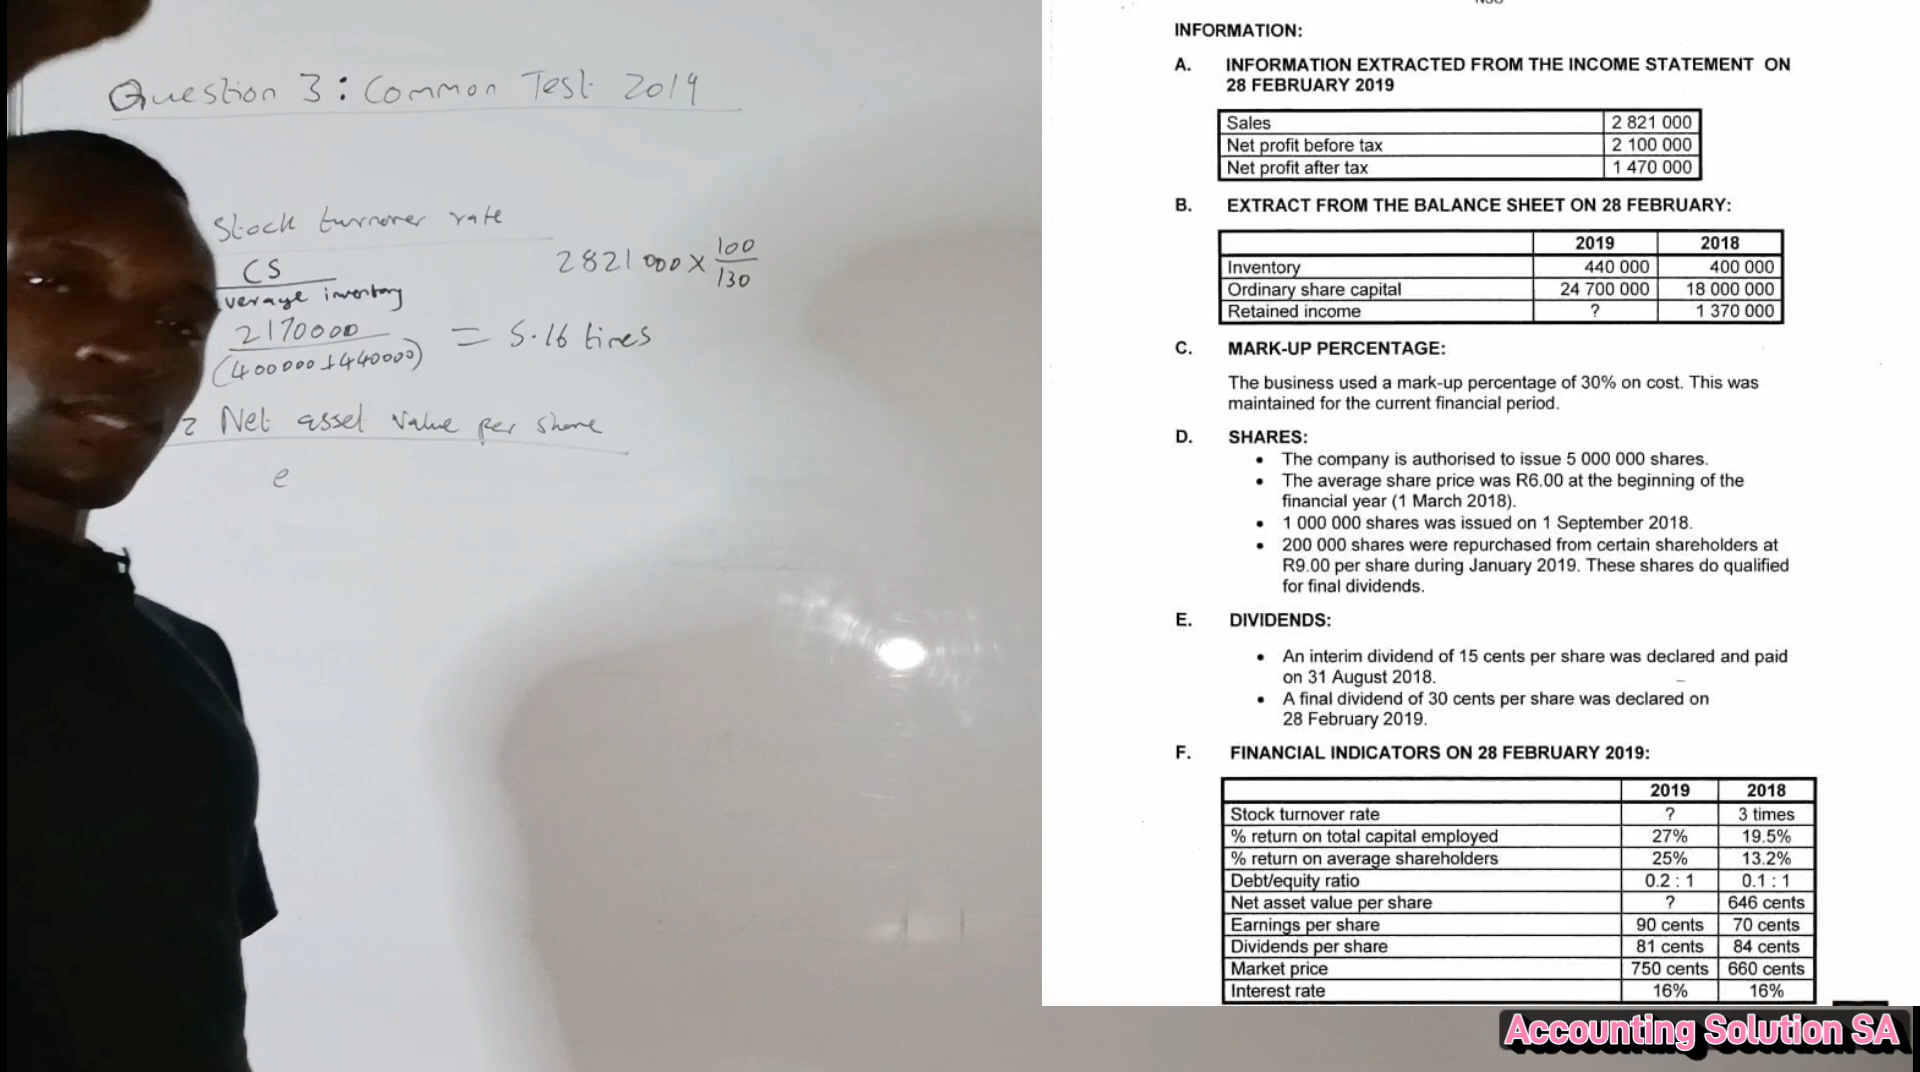 Question 3: Common Test 2019
Stock turnover rate
CS
verage inventory
2821 000 × 100
130
2170000
(400000+440000)
= 5.16 times
2 Net asset value per share
e
INFORMATION:
A. INFORMATION EXTRACTED FROM THE INCOME STATEMENT ON
28 FEBRUARY 2019
Sales 2 821 000
Net profit before tax 2 100 000
Net profit after tax 1 470 000
B. EXTRACT FROM THE BALANCE SHEET ON 28 FEBRUARY:
2019 2018
Inventory 440 000 400 000
Ordinary share capital 24 700 000 18 000 000
Retained income ? 1 370 000
C. MARK-UP PERCENTAGE:
The business used a mark-up percentage of 30% on cost. This was
maintained for the current financial period.
D. SHARES:
• The company is authorised to issue 5 000 000 shares.
• The average share price was R6.00 at the beginning of the
financial year (1 March 2018).
• 1 000 000 shares was issued on 1 September 2018.
• 200 000 shares were repurchased from certain shareholders at
R9.00 per share during January 2019. These shares do qualified
for final dividends.
E. DIVIDENDS:
• An interim dividend of 15 cents per share was declared and paid
on 31 August 2018.
• A final dividend of 30 cents per share was declared on
28 February 2019.
F. FINANCIAL INDICATORS ON 28 FEBRUARY 2019:
2019 2018
Stock turnover rate ? 3 times
% return on total capital employed 27% 19.5%
% return on average shareholders 25% 13.2%
Debt/equity ratio 0.2 : 1 0.1 : 1
Net asset value per share ? 646 cents
Earnings per share 90 cents 70 cents
Dividends per share 81 cents 84 cents
Market price 750 cents 660 cents
Interest rate 16% 16%
Accounting Solution SA